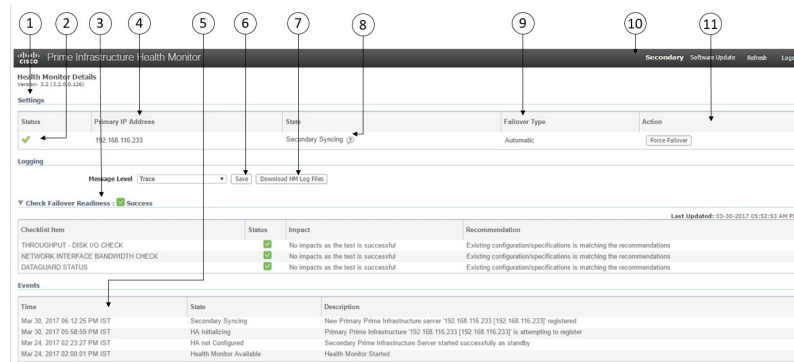 1 2 3 4 5 6 7 8 9 10 11
cisco Prime Infrastructure Health Monitor Secondary Software Update Refresh
Health Monitor Details
Version: 3.2 (3.2.0.0.126)
Settings
Status Primary IP Address State Failover Type Action
192.168.116.233 Secondary Syncing ? Automatic Force Failover
Logging
Message Level Trace Save Download HM Log Files
Check Failover Readiness : Success
Last Updated: 03-30-2017 05:52:53 AM
Checklist Item Status Impact Recommendation
THROUGHPUT - DISK I/O CHECK No impacts as the test is successful Existing configuration/specifications is matching the recommendations
NETWORK INTERFACE BANDWIDTH CHECK No impacts as the test is successful Existing configuration/specifications is matching the recommendations
DATAGUARD STATUS No impacts as the test is successful Existing configuration/specifications is matching the recommendations
Events
Time State Description
Mar 30, 2017 06:12:25 PM IST Secondary Syncing New Primary Prime Infrastructure server '192.168.116.233 [192.168.116.233]' registered
Mar 30, 2017 05:58:59 PM IST HA Initializing Primary Prime Infrastructure '192.168.116.233 [192.168.116.233]' is attempting to register
Mar 24, 2017 02:23:27 PM IST HA not Configured Secondary Prime Infrastructure Server started successfully as standby
Mar 24, 2017 02:00:01 PM IST Health Monitor Available Health Monitor Started